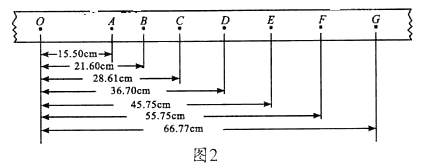 O A B C D E F G
15.50cm
21.60cm
28.61cm
36.70cm
45.75cm
55.75cm
66.77cm
图2